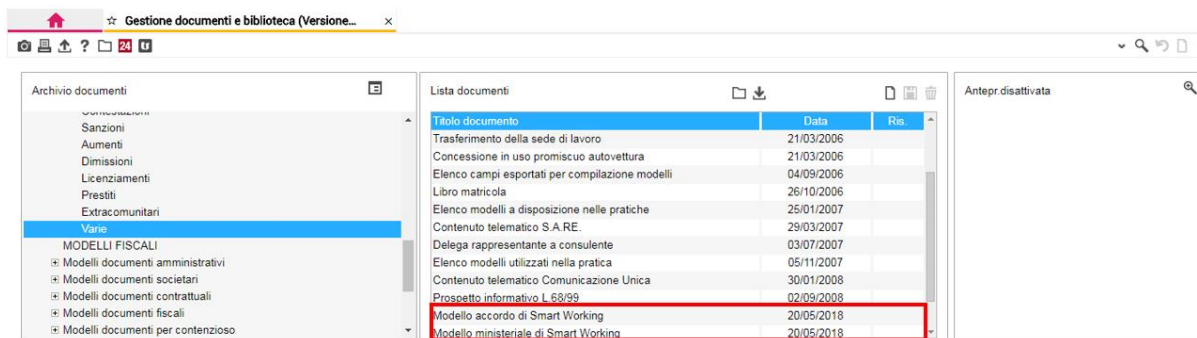 ☆ Gestione documenti e biblioteca (Versione... ×
? 24
Archivio documenti
Contestazioni
Sanzioni
Aumenti
Dimissioni
Licenziamenti
Prestiti
Extracomunitari
Varie
MODELLI FISCALI
Modelli documenti amministrativi
Modelli documenti societari
Modelli documenti contrattuali
Modelli documenti fiscali
Modelli documenti per contenzioso
Lista documenti
Titolo documento Data Ris.
Trasferimento della sede di lavoro 21/03/2006
Concessione in uso promiscuo autovettura 21/03/2006
Elenco campi esportati per compilazione modelli 04/09/2006
Libro matricola 26/10/2006
Elenco modelli a disposizione nelle pratiche 25/01/2007
Contenuto telematico S.A.RE. 29/03/2007
Delega rappresentante a consulente 03/07/2007
Elenco modelli utilizzati nella pratica 05/11/2007
Contenuto telematico Comunicazione Unica 30/01/2008
Prospetto informativo L.68/99 02/09/2008
Modello accordo di Smart Working 20/05/2018
Modello ministeriale di Smart Working 20/05/2018
Antepr.disattivata